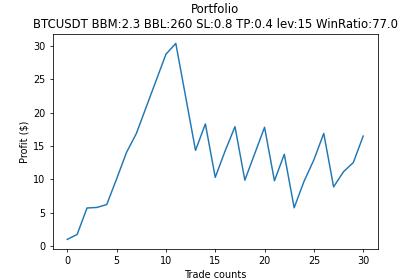 Portfolio
BTCUSDT BBM:2.3 BBL:260 SL:0.8 TP:0.4 lev:15 WinRatio:77.0
Profit ($)
30
25
20
15
10
5
0
0 5 10 15 20 25 30
Trade counts